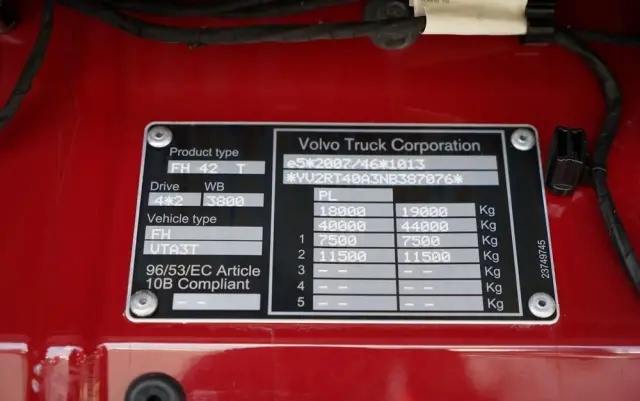 Product type
FH 42 T
Drive WB
4*2 3800
Vehicle type
FH
VTA3T
96/53/EC Article
10B Compliant
-- --
Volvo Truck Corporation
e5*2007/46*1013
*YV2RT40A3NB387076*
PL
18000 19000 Kg
40000 44000 Kg
1 7500 7500 Kg
2 11500 11500 Kg
3 -- -- -- -- Kg
4 -- -- -- -- Kg
5 -- -- -- -- Kg
23749745